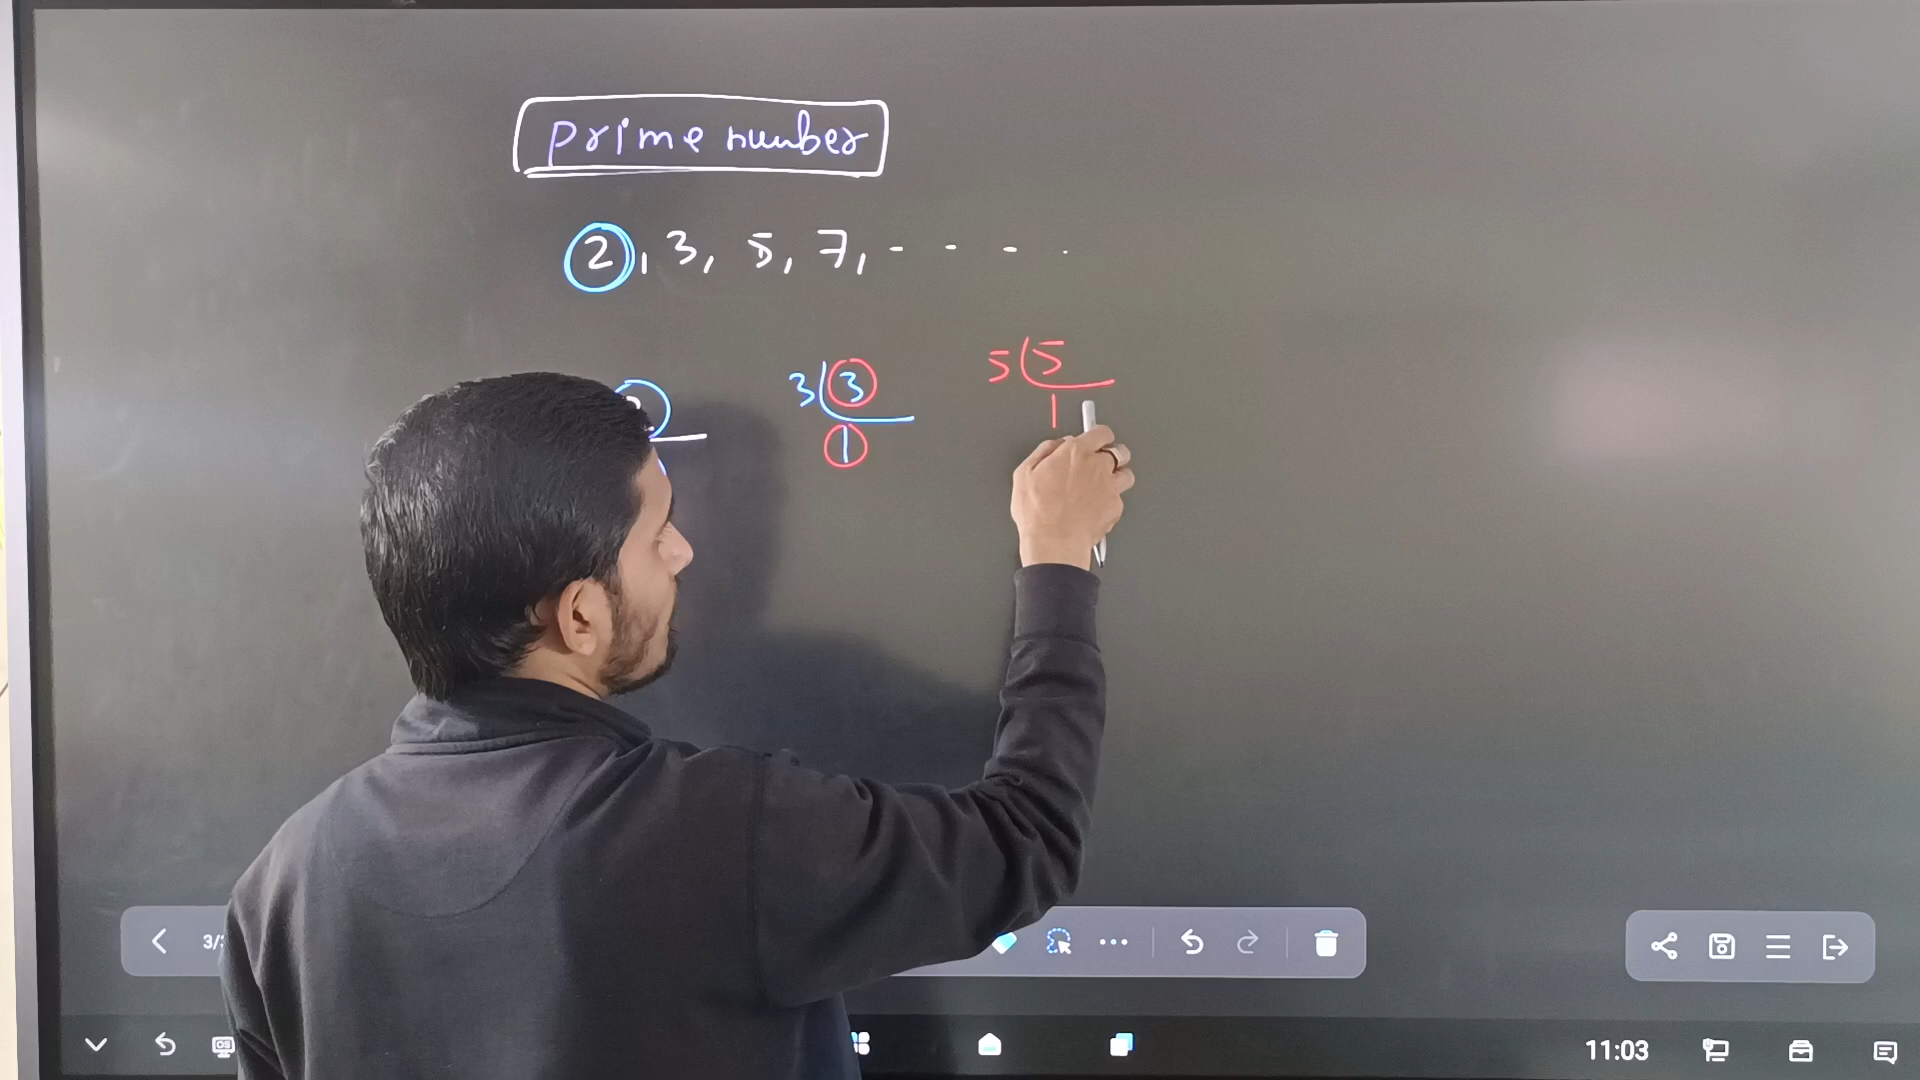 prime number
2, 3, 5, 7, - - - .
3 3 5 5
1 1
3/
11:03